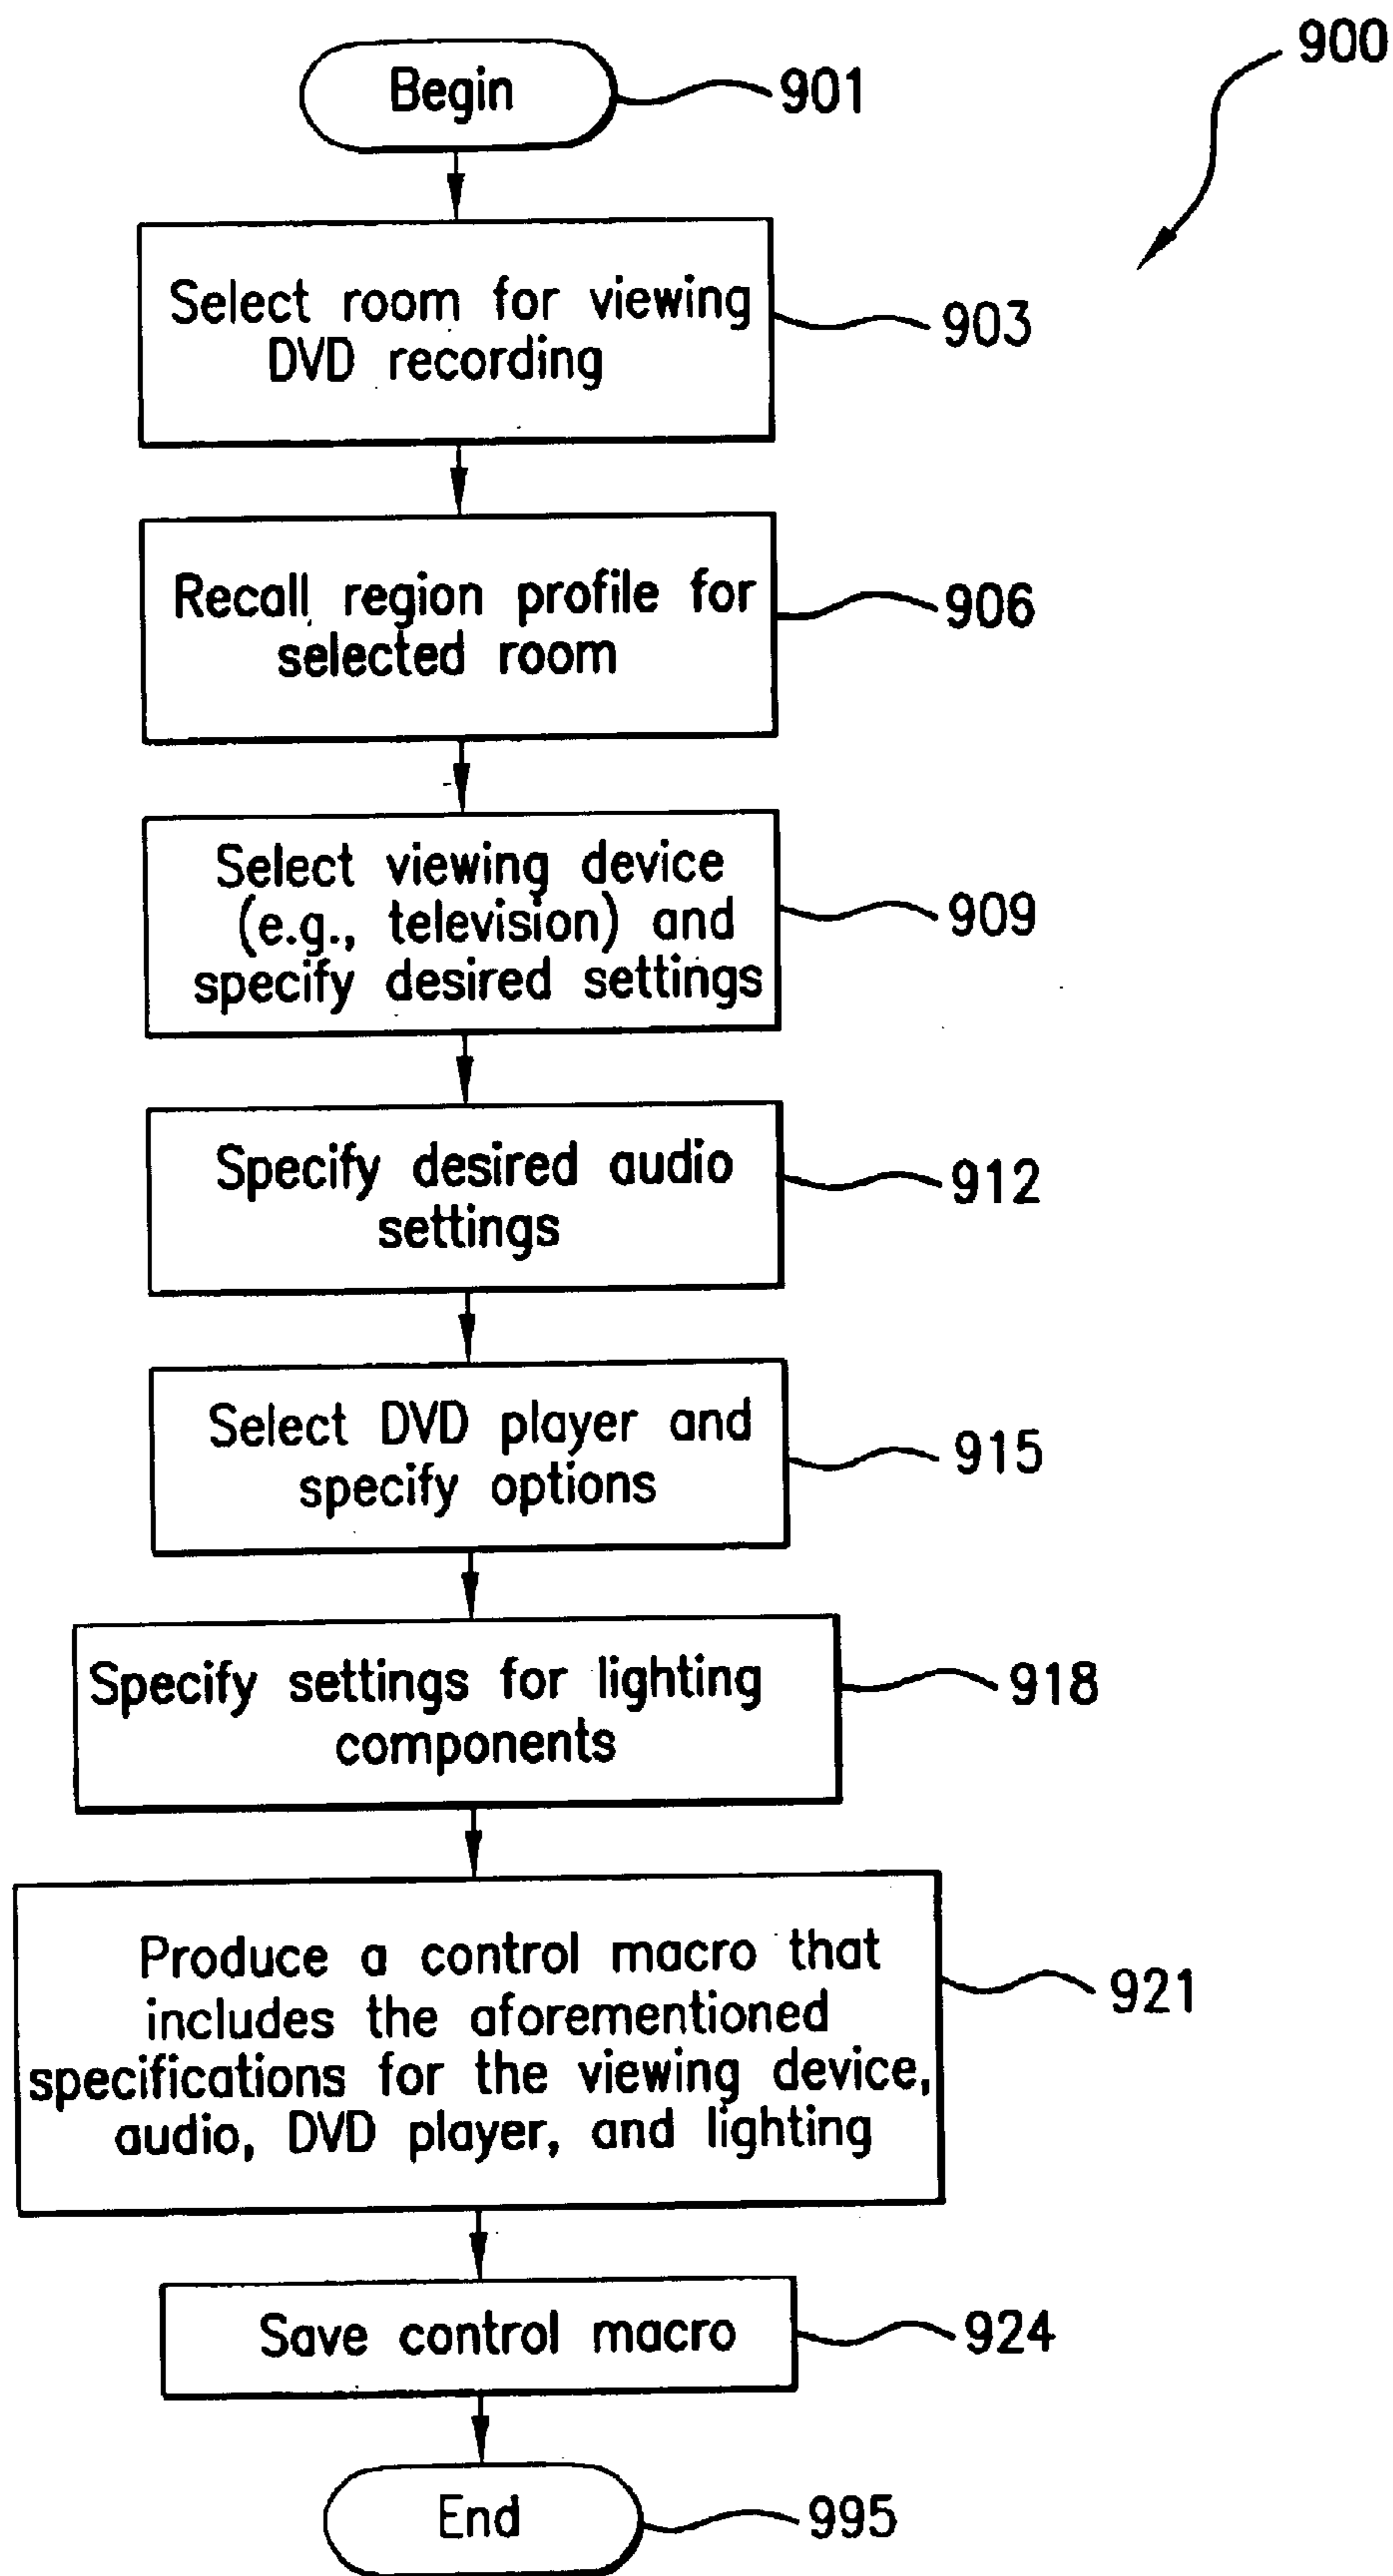 900
Begin
901
Select room for viewing
DVD recording
903
Recall region profile for
selected room
906
Select viewing device
(e.g., television) and
specify desired settings
909
Specify desired audio
settings
912
Select DVD player and
specify options
915
Specify settings for lighting
components
918
Produce a control macro that
includes the aforementioned
specifications for the viewing device,
audio, DVD player, and lighting
921
Save control macro
924
End
995